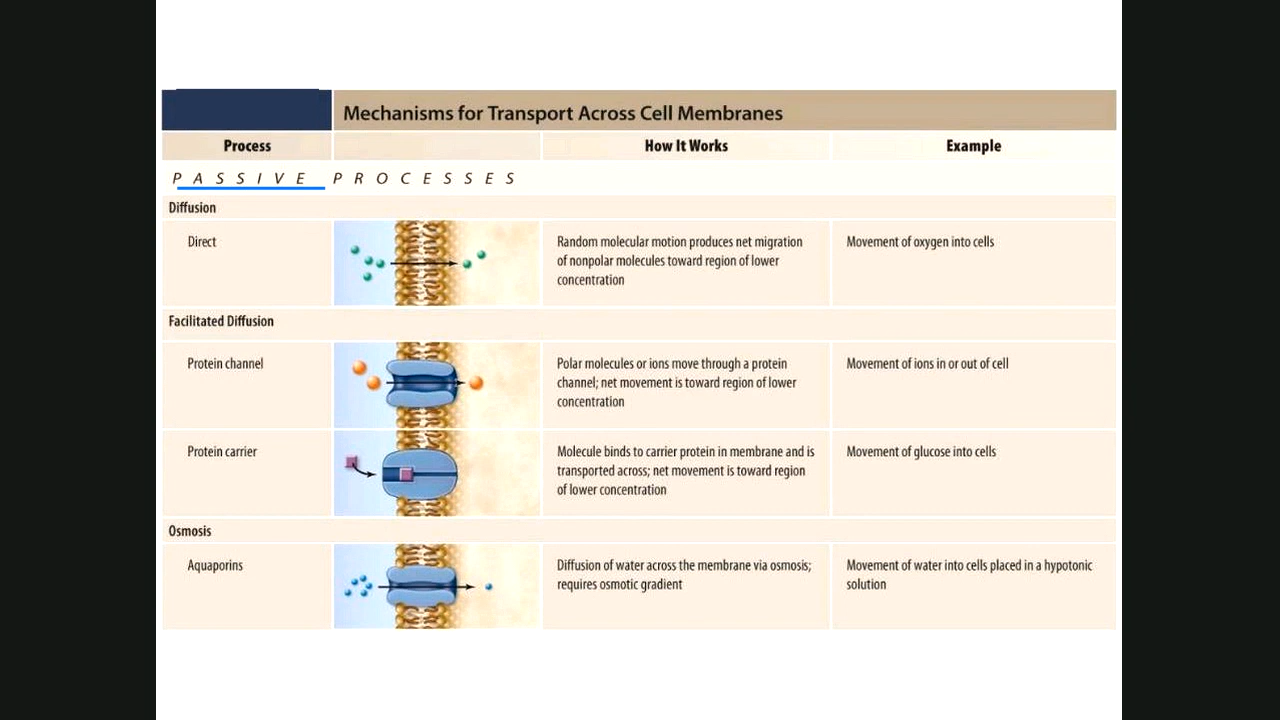 Mechanisms for Transport Across Cell Membranes
Process How It Works Example
PASSIVE PROCESSES
Diffusion
Direct
Random molecular motion produces net migration
of nonpolar molecules toward region of lower
concentration
Movement of oxygen into cells
Facilitated Diffusion
Protein channel
Polar molecules or ions move through a protein
channel; net movement is toward region of lower
concentration
Movement of ions in or out of cell
Protein carrier
Molecule binds to carrier protein in membrane and is
transported across; net movement is toward region
of lower concentration
Movement of glucose into cells
Osmosis
Aquaporins
Diffusion of water across the membrane via osmosis;
requires osmotic gradient
Movement of water into cells placed in a hypotonic
solution